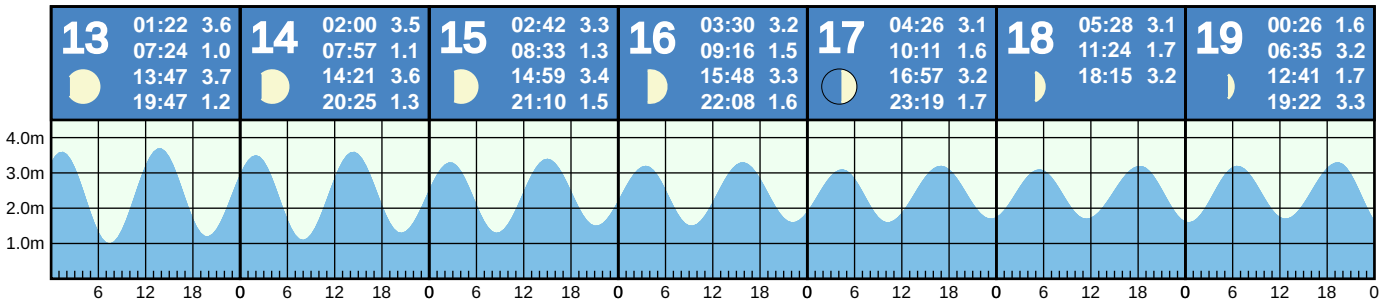 13 01:22 3.6 14 02:00 3.5 15 02:42 3.3 16 03:30 3.2 17 04:26 3.1 18 05:28 3.1 19 00:26 1.6
07:24 1.0 07:57 1.1 08:33 1.3 09:16 1.5 10:11 1.6 11:24 1.7 06:35 3.2
13:47 3.7 14:21 3.6 14:59 3.4 15:48 3.3 16:57 3.2 18:15 3.2 12:41 1.7
19:47 1.2 20:25 1.3 21:10 1.5 22:08 1.6 23:19 1.7 19:22 3.3
4.0m
3.0m
2.0m
1.0m
6 12 18 0 6 12 18 0 6 12 18 0 6 12 18 0 6 12 18 0 6 12 18 0 6 12 18 0